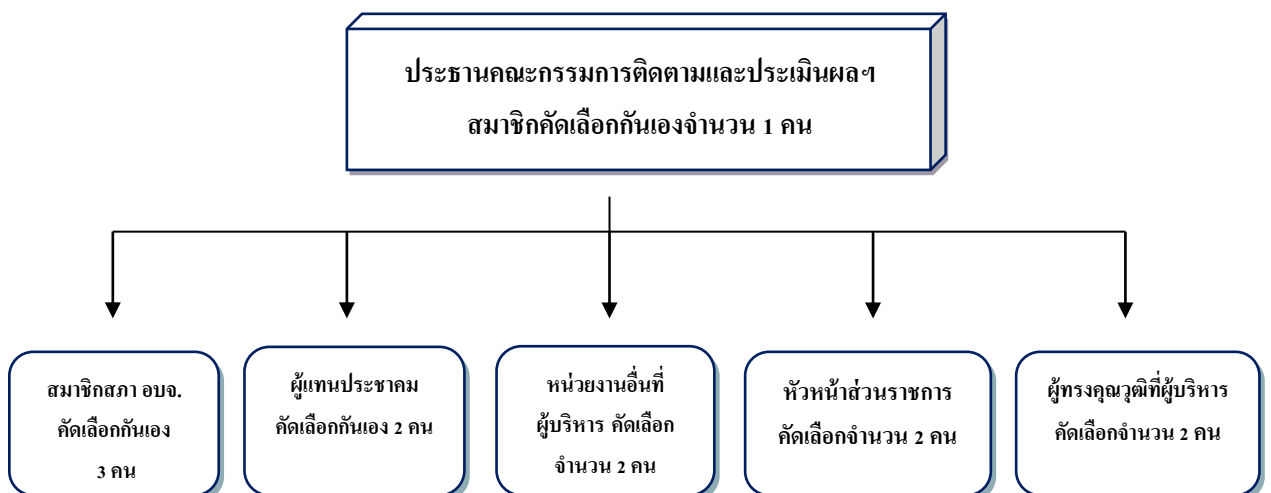 ประธานคณะกรรมการติดตามและประเมินผลฯ
สมาชิกคัดเลือกกันเองจำนวน 1 คน
สมาชิกสภา อบจ.
คัดเลือกกันเอง
3 คน
ผู้แทนประชาคม
คัดเลือกกันเอง 2 คน
หน่วยงานอื่นที่
ผู้บริหาร คัดเลือก
จำนวน 2 คน
หัวหน้าส่วนราชการ
คัดเลือกจำนวน 2 คน
ผู้ทรงคุณวุฒิที่ผู้บริหาร
คัดเลือกจำนวน 2 คน